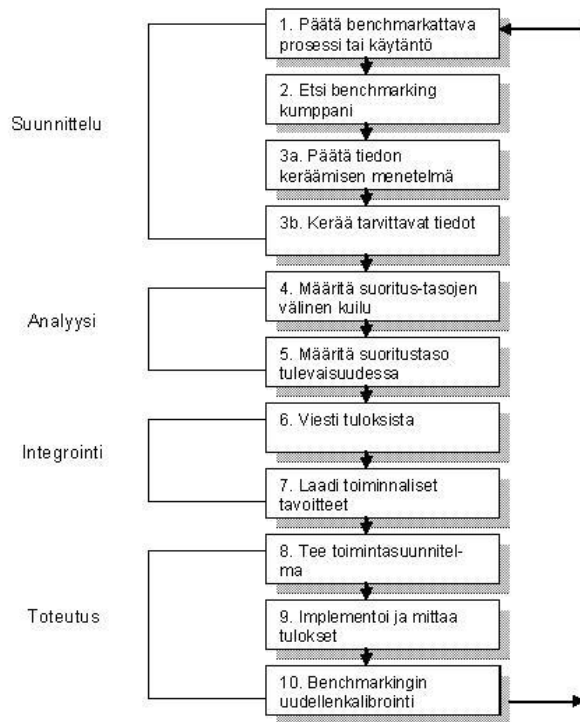 1. Päätä benchmarkattava
prosessi tai käytäntö
2. Etsi benchmarking
kumppani
Suunnittelu
3a. Päätä tiedon
keräämisen menetelmä
3b. Kerää tarvittavat tiedot
4. Määritä suoritus-tasojen
välinen kuilu
Analyysi
5. Määritä suoritustaso
tulevaisuudessa
6. Viesti tuloksista
Integrointi
7. Laadi toiminnaliset
tavoitteet
8. Tee toimintasuunnitel-
ma
Toteutus
9. Implementoi ja mittaa
tulokset
10. Benchmarkingin
uudellenkalibrointi